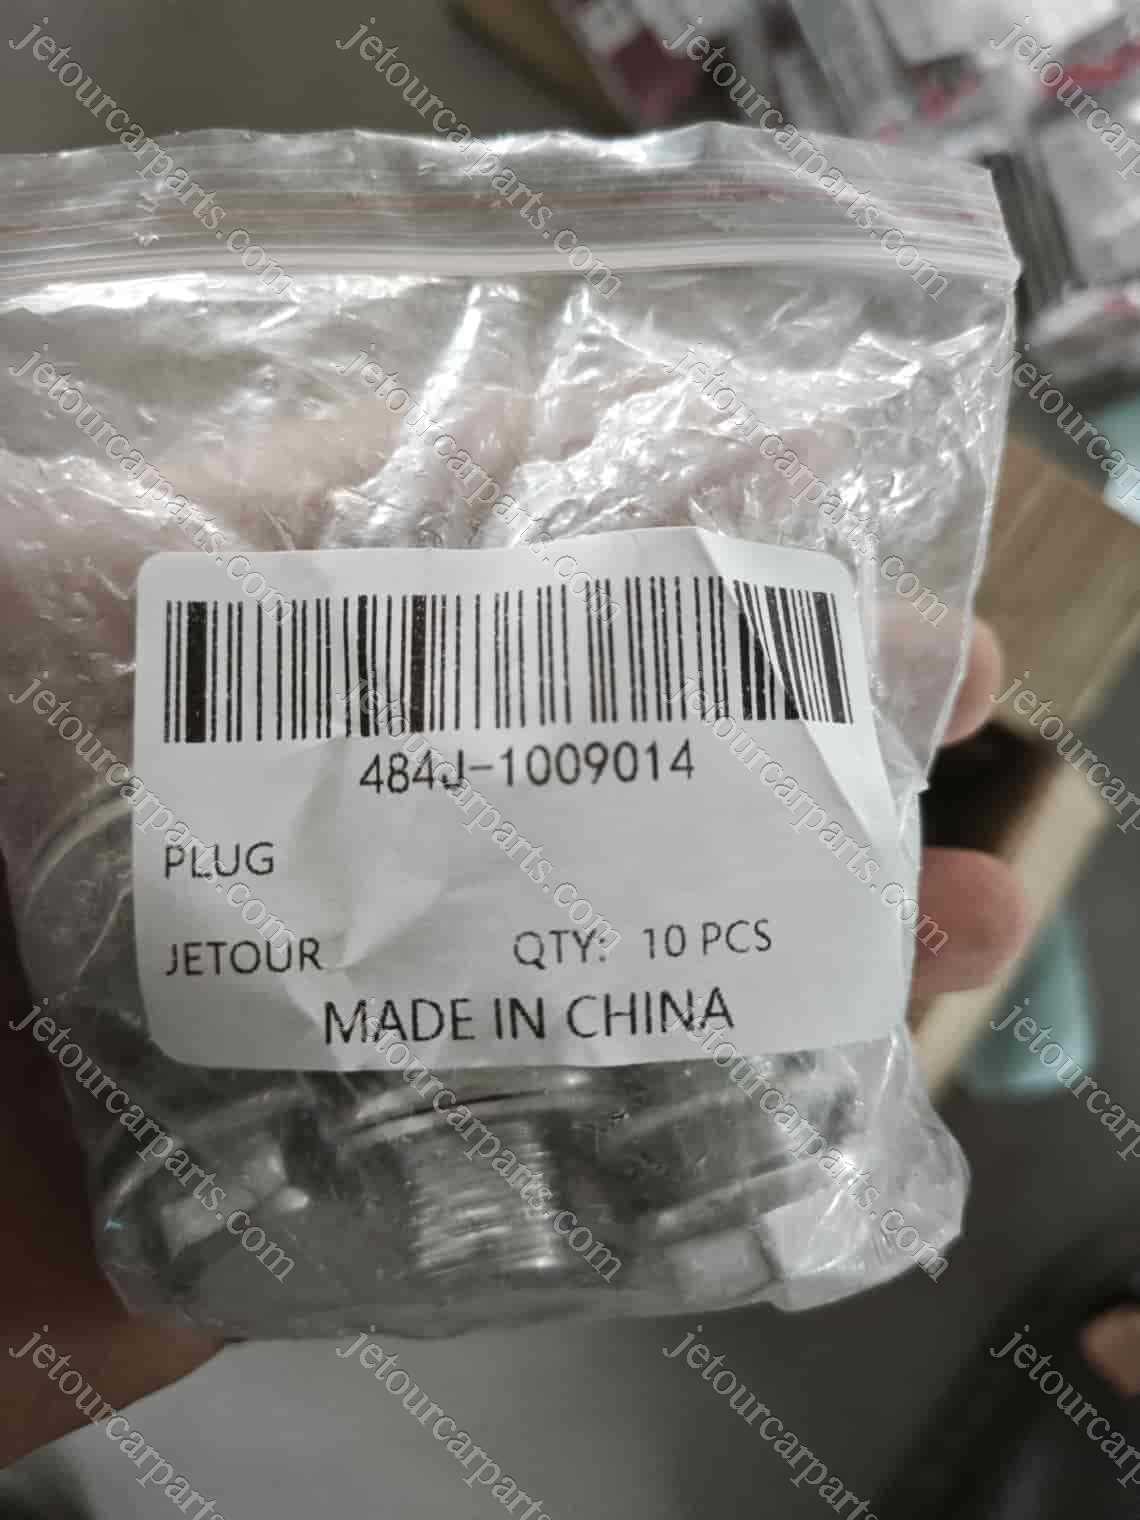 484J-1009014
PLUG
JETOUR QTY: 10 PCS
MADE IN CHINA
jetourcarparts.com